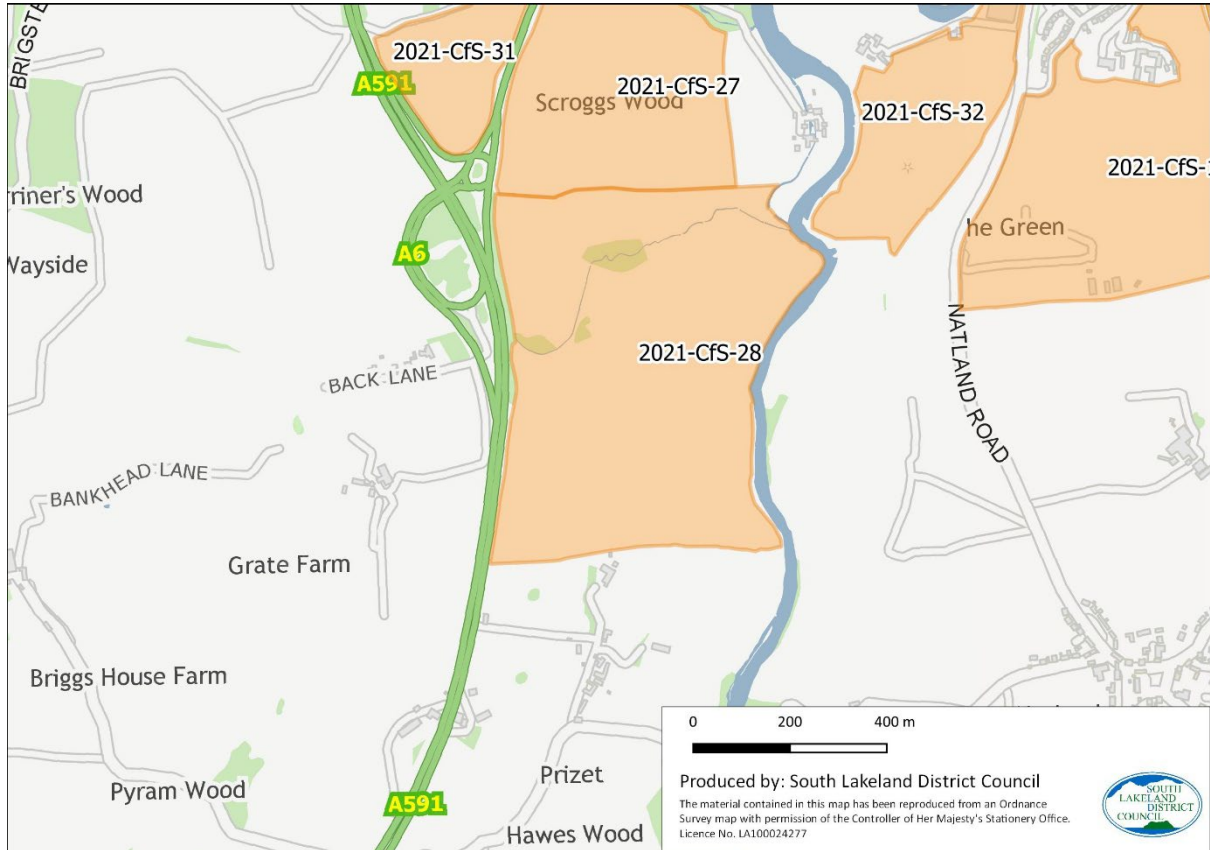 BRIGSTE
2021-CfS-31
A591
2021-CfS-27
Scroggs Wood
2021-CfS-32
2021-CfS-
rriner's Wood
he Green
A6
Wayside
2021-CfS-28
BACK LANE
NATLAND ROAD
BANKHEAD LANE
Grate Farm
Briggs House Farm
Pyram Wood
A591
Prizet
Hawes Wood
0 200 400 m
Produced by: South Lakeland District Council
The material contained in this map has been reproduced from an Ordnance
Survey map with permission of the Controller of Her Majesty's Stationery Office.
Licence No. LA100024277
SOUTH
LAKELAND
DISTRICT
COUNCIL